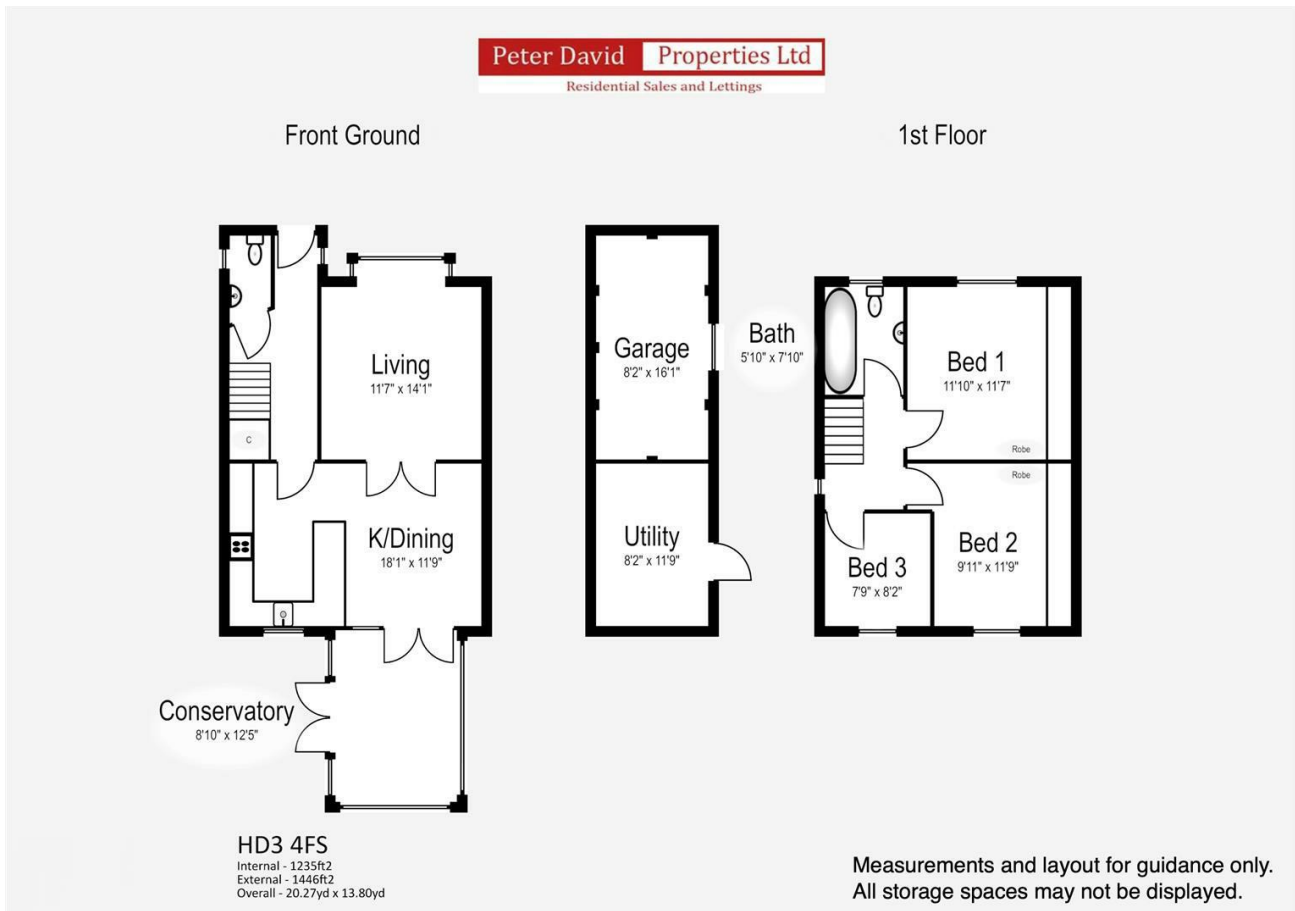 Peter David Properties Ltd
Residential Sales and Lettings
Front Ground
1st Floor
Living
11'7" x 14'1"
C
K/Dining
18'1" x 11'9"
Conservatory
8'10" x 12'5"
Garage
8'2" x 16'1"
Utility
8'2" x 11'9"
Bath
5'10" x 7'10"
Bed 1
11'10" x 11'7"
Robe
Robe
Bed 2
9'11" x 11'9"
Bed 3
7'9" x 8'2"
HD3 4FS
Internal - 1235ft2
External - 1446ft2
Overall - 20.27yd x 13.80yd
Measurements and layout for guidance only.
All storage spaces may not be displayed.